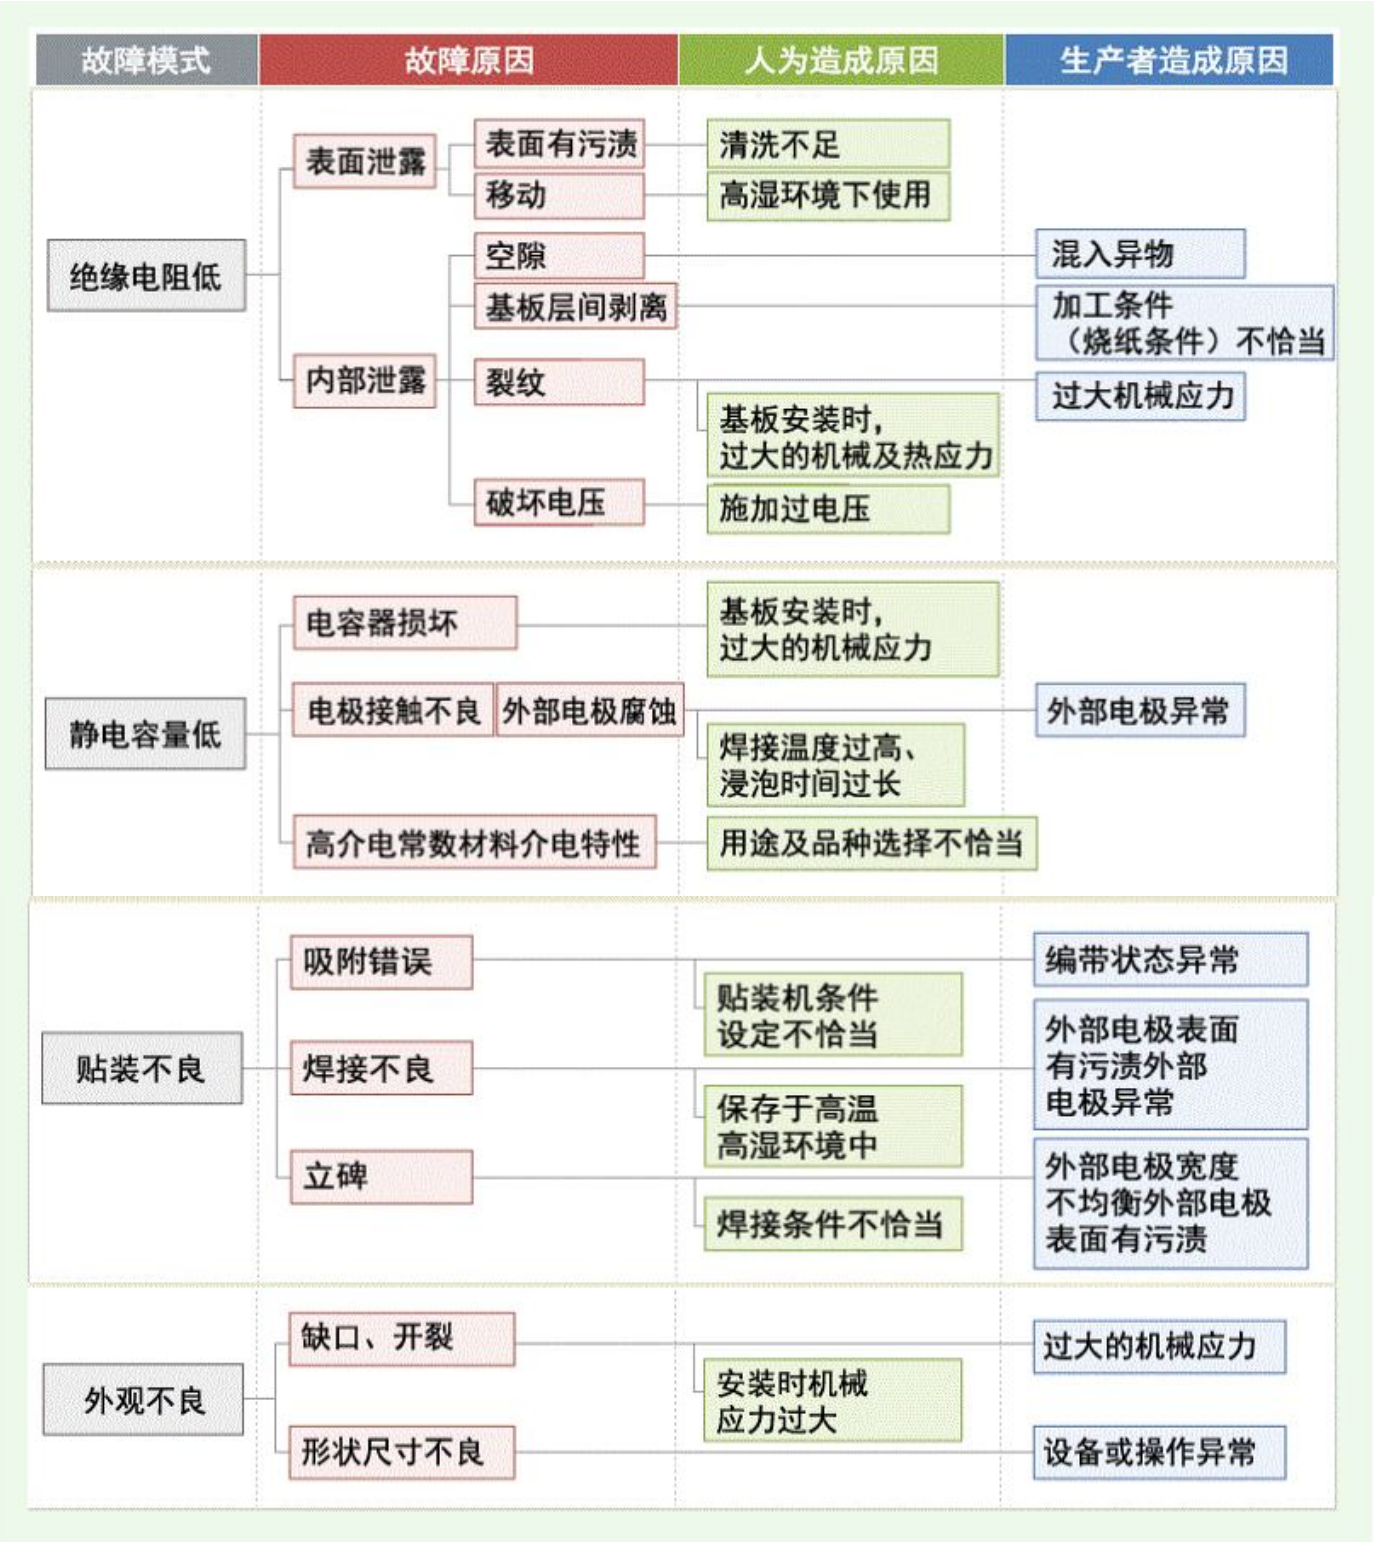 故障模式
故障原因
人为造成原因
生产者造成原因
绝缘电阻低
表面泄露
表面有污渍
清洗不足
移动
高湿环境下使用
内部泄露
空隙
混入异物
基板层间剥离
加工条件
（烧纸条件）不恰当
裂纹
基板安装时，
过大的机械及热应力
过大机械应力
破坏电压
施加过电压
静电容量低
电容器损坏
基板安装时，
过大的机械应力
电极接触不良
外部电极腐蚀
焊接温度过高、
浸泡时间过长
外部电极异常
高介电常数材料介电特性
用途及品种选择不恰当
贴装不良
吸附错误
贴装机条件
设定不恰当
编带状态异常
焊接不良
保存于高温
高湿环境中
外部电极表面
有污渍外部
电极异常
立碑
焊接条件不恰当
外部电极宽度
不均衡外部电极
表面有污渍
外观不良
缺口、开裂
安装时机械
应力过大
过大的机械应力
形状尺寸不良
设备或操作异常